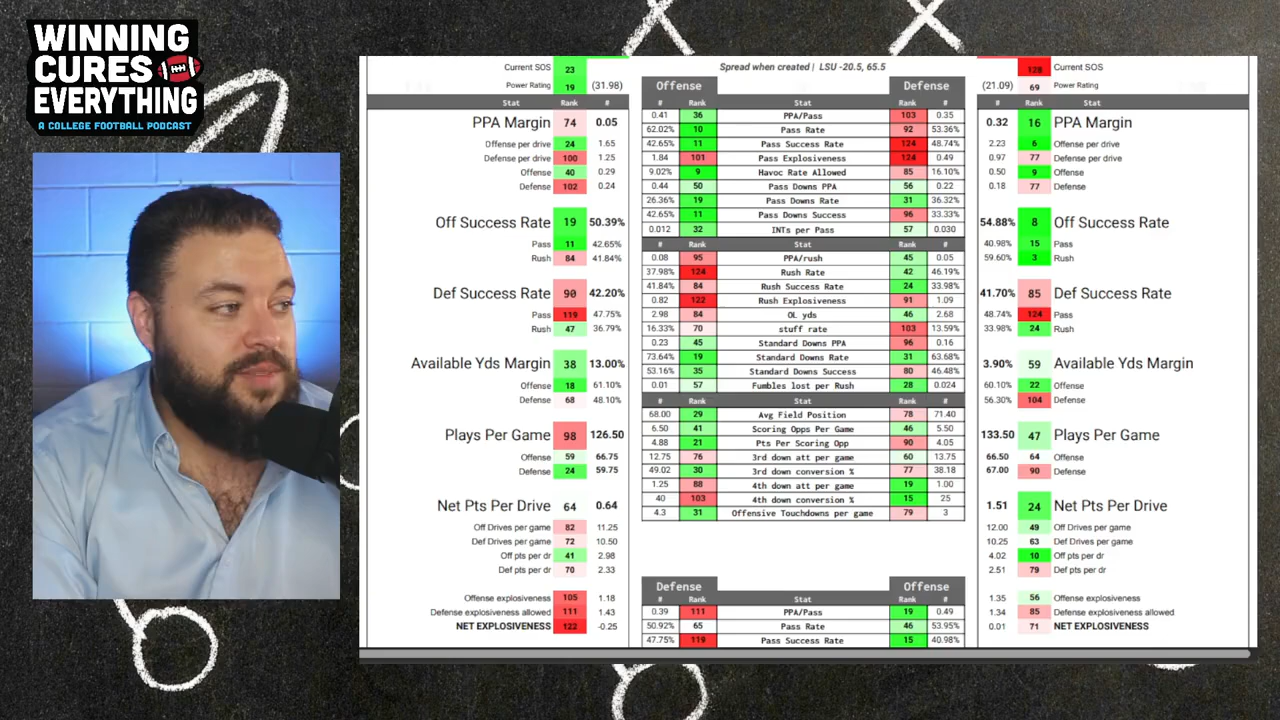 WINNING
CURES
EVERYTHING
A COLLEGE FOOTBALL PODCAST
Spread when created | LSU -20.5, 65.5
Current SOS 23
Power Rating 19 (31.98)
Stat Rank #
PPA Margin 74 0.05
Offense per drive 24 1.65
Defense per drive 100 1.25
Offense 40 0.29
Defense 102 0.24
Off Success Rate 19 50.39%
Pass 11 42.65%
Rush 84 41.84%
Def Success Rate 90 42.20%
Pass 119 47.75%
Rush 47 36.79%
Available Yds Margin 38 13.00%
Offense 18 61.10%
Defense 68 48.10%
Plays Per Game 98 126.50
Offense 59 66.75
Defense 24 59.75
Net Pts Per Drive 64 0.64
Off Drives per game 82 11.25
Def Drives per game 72 10.50
Off pts per dr 41 2.98
Def pts per dr 70 2.33
Offense explosiveness 105 1.18
Defense explosiveness allowed 111 1.43
NET EXPLOSIVENESS 122 -0.25
Offense Defense
# Rank Stat Rank #
0.41 36 PPA/Pass 103 0.35
62.02% 10 Pass Rate 92 53.36%
42.65% 11 Pass Success Rate 124 48.74%
1.84 101 Pass Explosiveness 124 0.49
9.02% 9 Havoc Rate Allowed 85 16.10%
0.44 50 Pass Downs PPA 56 0.22
26.36% 19 Pass Downs Rate 31 36.32%
42.65% 11 Pass Downs Success 96 33.33%
0.012 32 INTs per Pass 57 0.030
# Rank Stat Rank #
0.08 95 PPA/rush 45 0.05
37.98% 124 Rush Rate 42 46.19%
41.84% 84 Rush Success Rate 24 33.98%
0.82 122 Rush Explosiveness 91 1.09
2.98 84 OL yds 46 2.68
16.33% 70 stuff rate 103 13.59%
0.23 45 Standard Downs PPA 96 0.16
73.64% 19 Standard Downs Rate 31 63.68%
53.16% 35 Standard Downs Success 80 46.48%
0.01 57 Fumbles lost per Rush 28 0.024
# Rank Stat Rank #
68.00 29 Avg Field Position 78 71.40
6.50 41 Scoring Opps Per Game 46 5.50
4.88 21 Pts Per Scoring Opp 90 4.05
12.75 76 3rd down att per game 60 13.75
49.02 30 3rd down conversion % 77 38.18
1.25 88 4th down att per game 19 1.00
40 103 4th down conversion % 15 25
4.3 31 Offensive Touchdowns per game 79 3
Defense Offense
# Rank Stat Rank #
0.39 111 PPA/Pass 19 0.49
50.92% 65 Pass Rate 46 53.95%
47.75% 119 Pass Success Rate 15 40.98%
128 Current SOS
(21.09) 69 Power Rating
# Rank Stat
0.32 16 PPA Margin
2.23 6 Offense per drive
0.97 77 Defense per drive
0.50 9 Offense
0.18 77 Defense
54.88% 8 Off Success Rate
40.98% 15 Pass
59.60% 3 Rush
41.70% 85 Def Success Rate
48.74% 124 Pass
33.98% 24 Rush
3.90% 59 Available Yds Margin
60.10% 22 Offense
56.30% 104 Defense
133.50 47 Plays Per Game
66.50 64 Offense
67.00 90 Defense
1.51 24 Net Pts Per Drive
12.00 49 Off Drives per game
10.25 63 Def Drives per game
4.02 10 Off pts per dr
2.51 79 Def pts per dr
1.35 56 Offense explosiveness
1.34 85 Defense explosiveness allowed
0.01 71 NET EXPLOSIVENESS